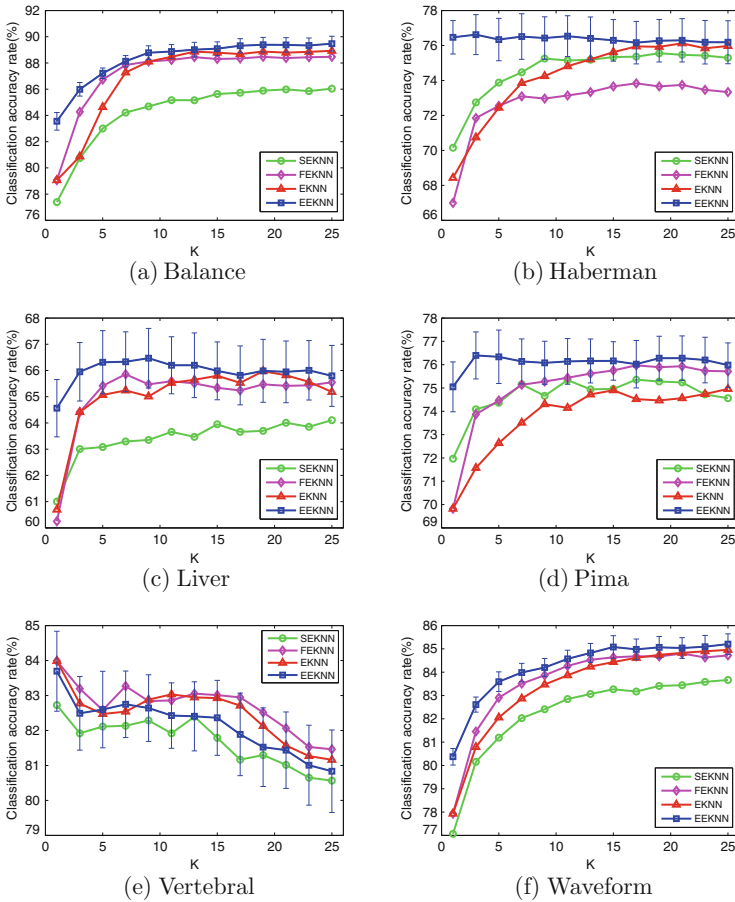 Classification accuracy rate(%)
92
90
88
86
84
82
80
78
76
0
5
10
15
20
25
K
SEKNN
FEKNN
EKNN
EEKNN
(a) Balance
Classification accuracy rate(%)
78
76
74
72
70
68
66
0
5
10
15
20
25
K
SEKNN
FEKNN
EKNN
EEKNN
(b) Haberman
Classification accuracy rate(%)
68
67
66
65
64
63
62
61
60
0
5
10
15
20
25
K
SEKNN
FEKNN
EKNN
EEKNN
(c) Liver
Classification accuracy rate(%)
78
77
76
75
74
73
72
71
70
69
0
5
10
15
20
25
K
SEKNN
FEKNN
EKNN
EEKNN
(d) Pima
Classification accuracy rate(%)
85
84
83
82
81
80
79
0
5
10
15
20
25
K
SEKNN
FEKNN
EKNN
EEKNN
(e) Vertebral
Classification accuracy rate(%)
86
85
84
83
82
81
80
79
78
77
0
5
10
15
20
25
K
SEKNN
FEKNN
EKNN
EEKNN
(f) Waveform